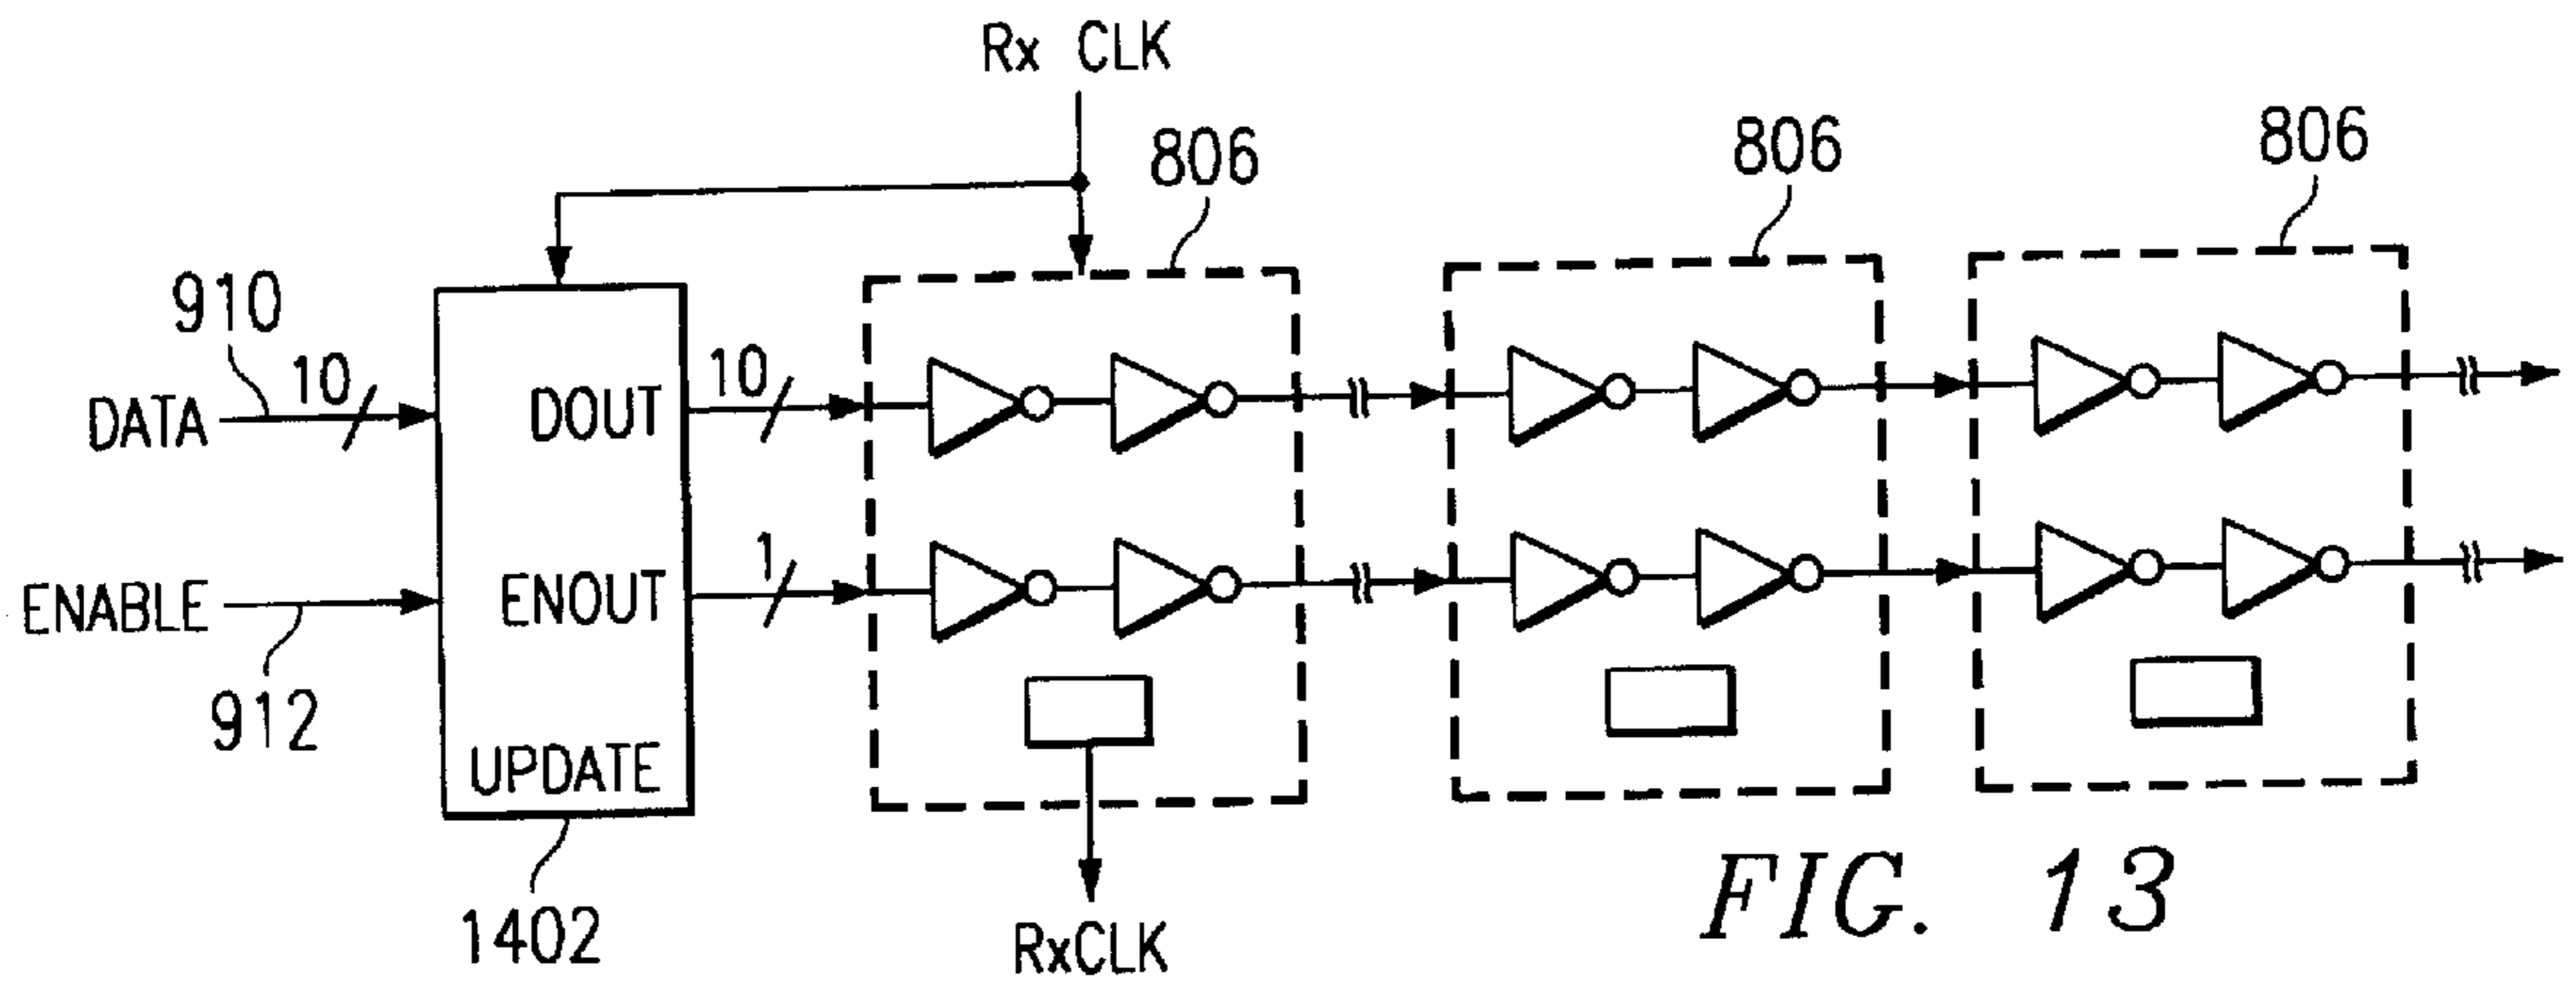 Rx CLK
806
806
806
910
10
DATA
DOUT
10
ENABLE
ENOUT
1
912
UPDATE
1402
RxCLK
FIG. 13